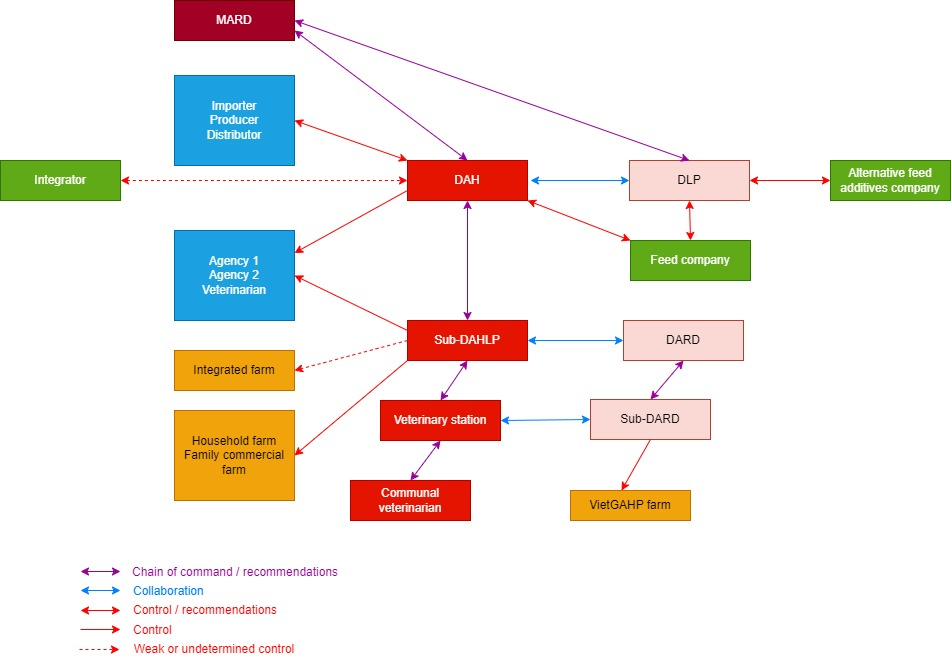 MARD
Importer
Producer
Distributor
Integrator
DAH
DLP
Alternative feed
additives company
Feed company
Agency 1
Agency 2
Veterinarian
Sub-DAHLP
DARD
Integrated farm
Veterinary station
Sub-DARD
Household farm
Family commercial
farm
Communal
veterinarian
VietGAHP farm
Chain of command / recommendations
Collaboration
Control / recommendations
Control
Weak or undetermined control